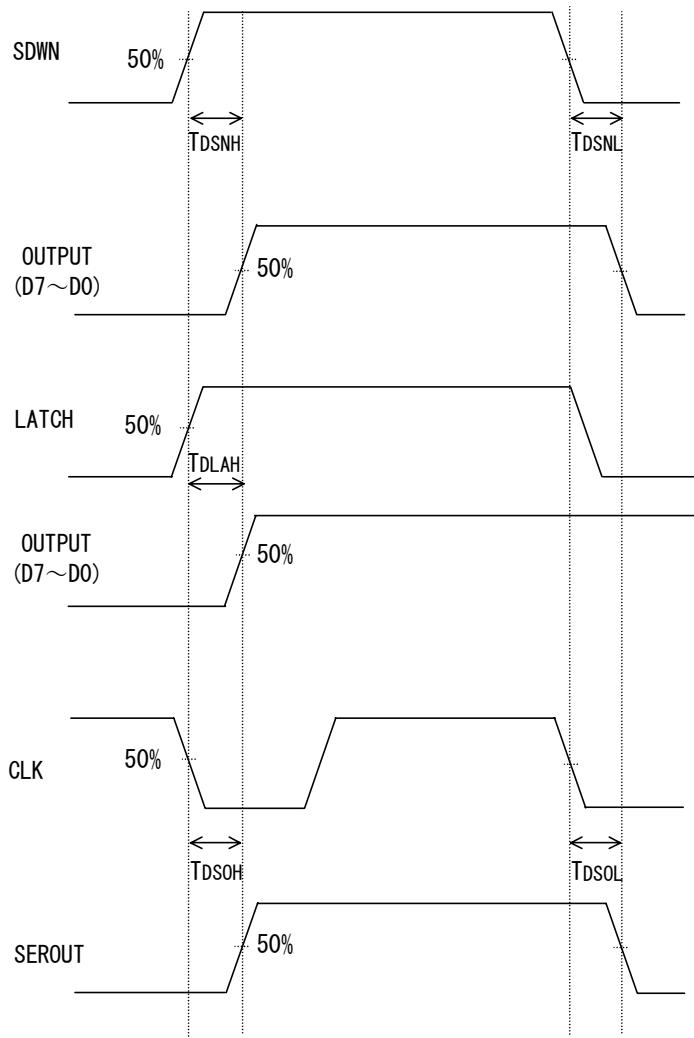 SDWN
50%
TDSNH
TDSNL
OUTPUT
(D7～D0)
50%
LATCH
50%
TDLAH
OUTPUT
(D7～D0)
50%
CLK
50%
TDSOH
TDSOL
SEROUT
50%